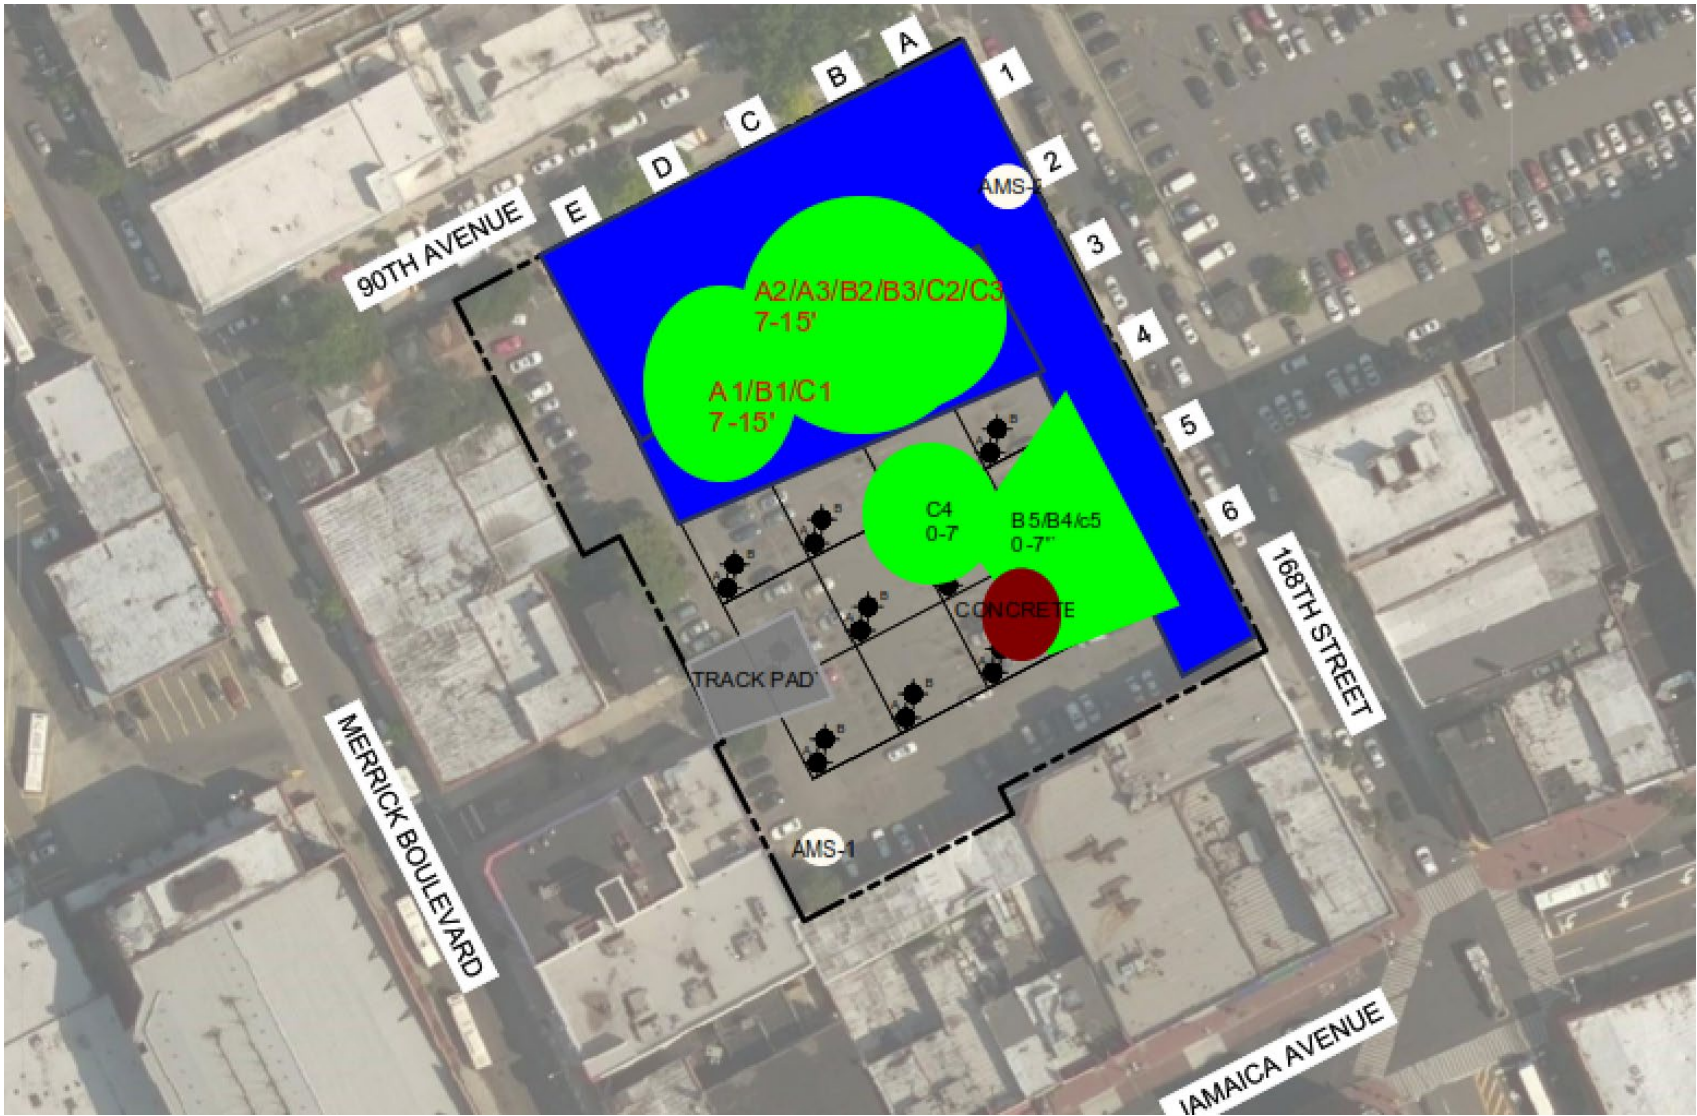 A
B
C
D
E
1
2
3
4
5
6
90TH AVENUE
AMS-
A2/A3/B2/B3/C2/C3
7-15'
A1/B1/C1
7-15'
B
A
C4
0-7'
B5/B4/c5
0-7''
B
A
B
B
A
CONCRETE
TRACK PAD
B
A
B
A
168TH STREET
MERRICK BOULEVARD
AMS-1
JAMAICA AVENUE